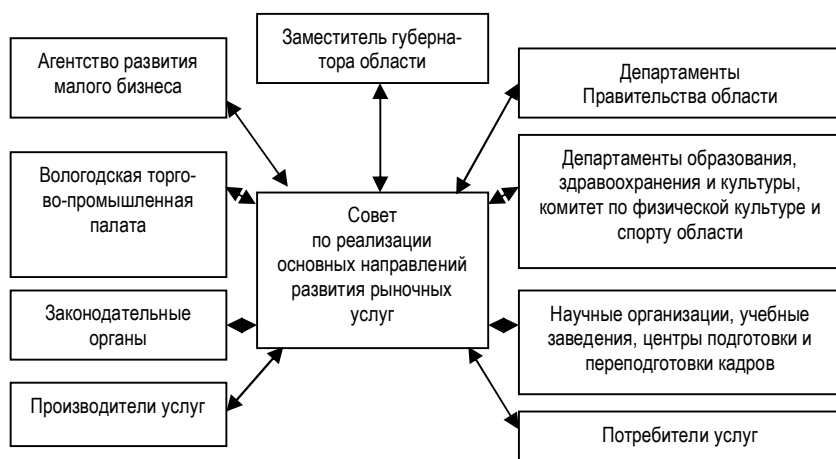 Заместитель губерна-
тора области
Агентство развития
малого бизнеса
Департаменты
Правительства области
Вологодская торго-
во-промышленная
палата
Совет
по реализации
основных направлений
развития рыночных
услуг
Департаменты образования,
здравоохранения и культуры,
комитет по физической культуре и
спорту области
Законодательные
органы
Научные организации, учебные
заведения, центры подготовки и
переподготовки кадров
Производители услуг
Потребители услуг